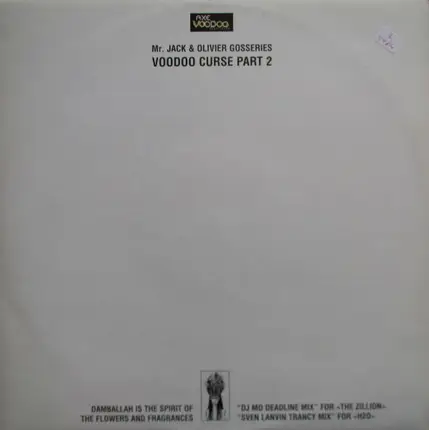 VOODOO
Mr. JACK & OLIVIER GOSSERIES
VOODOO CURSE PART 2
DAMBALLAH IS THE SPIRIT OF
THE FLOWERS AND FRAGRANCES
"DJ MO DEADLINE MIX" FOR «THE ZILLION»
"SVEN LANVIN TRANCY MIX" FOR «H2O»